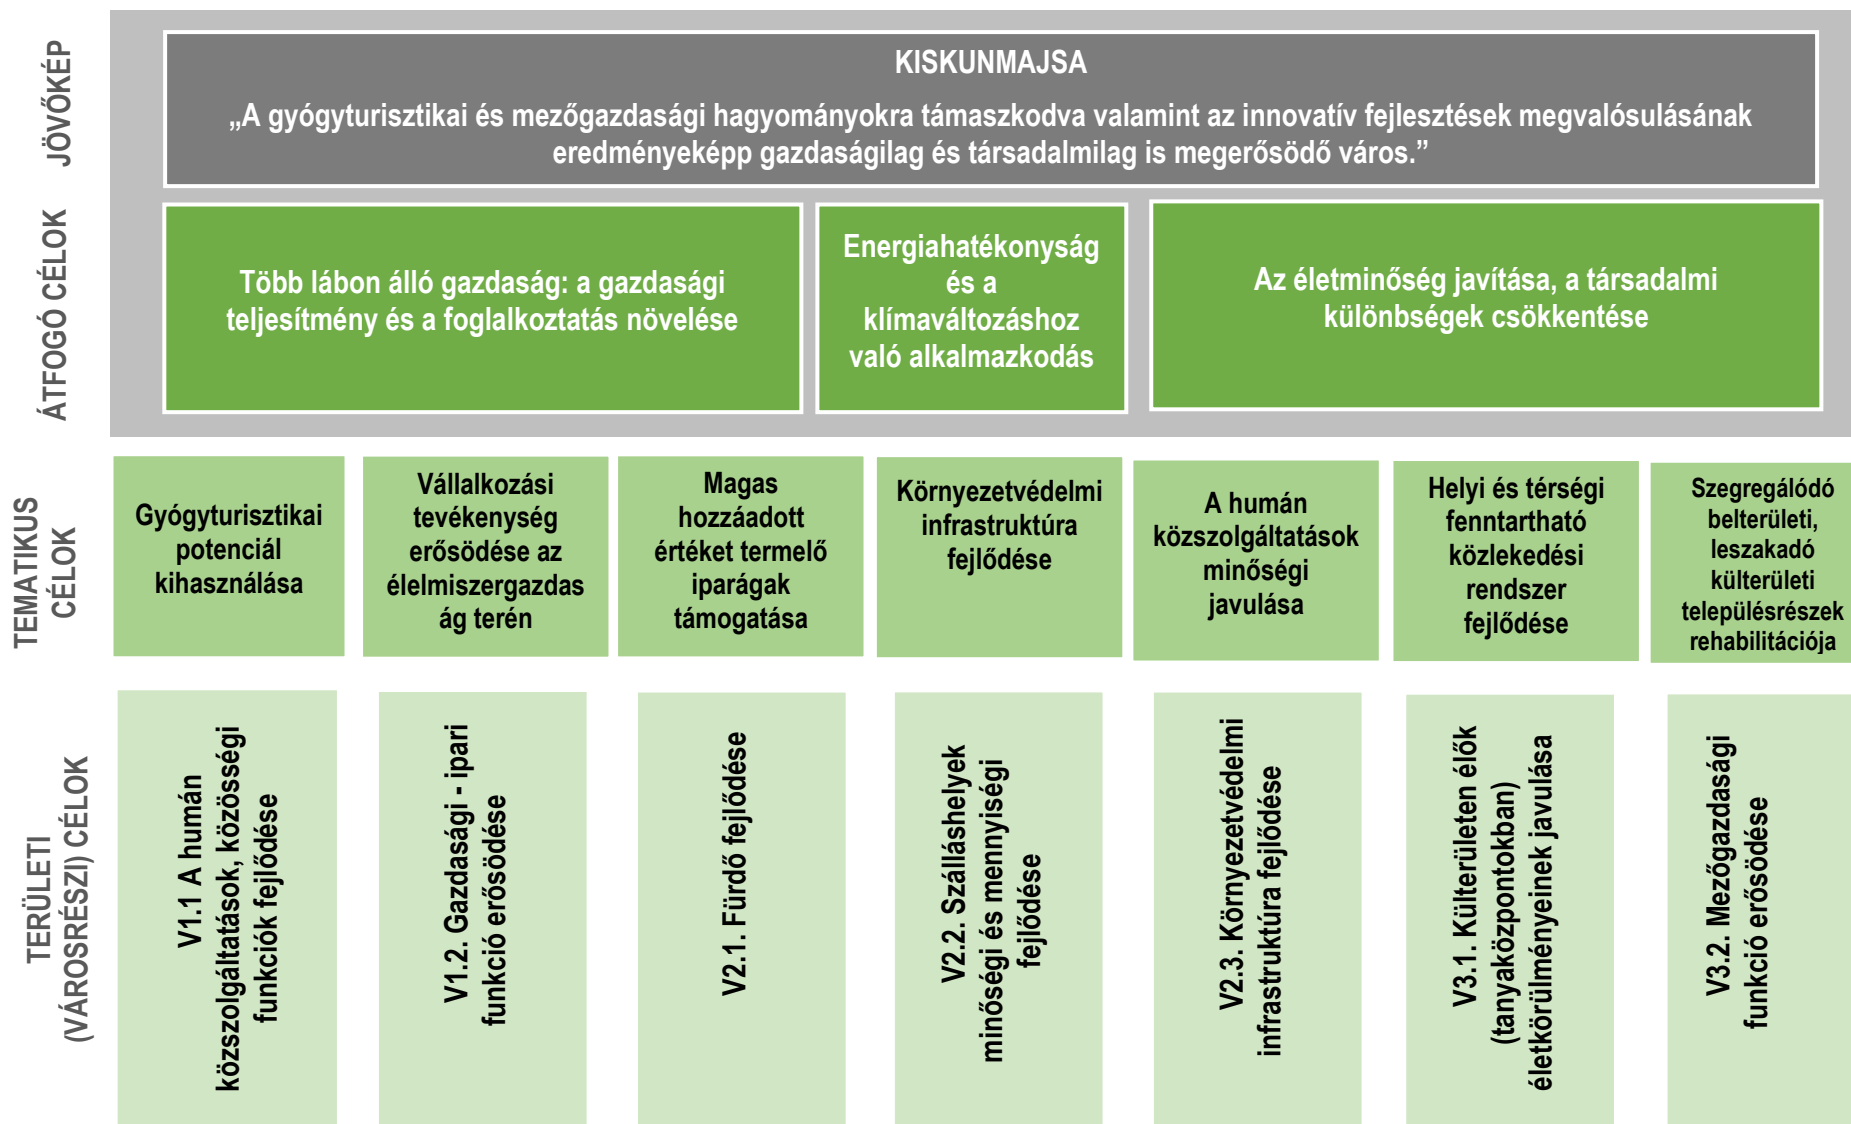 JÖVŐKÉP
KISKUNMAJSA
„A gyógyturisztikai és mezőgazdasági hagyományokra támaszkodva valamint az innovatív fejlesztések megvalósulásának
eredményeképp gazdaságilag és társadalmilag is megerősödő város.”
ÁTFOGÓ CÉLOK
Több lábon álló gazdaság: a gazdasági
teljesítmény és a foglalkoztatás növelése
Energiahatékonyság
és a
klímaváltozáshoz
való alkalmazkodás
Az életminőség javítása, a társadalmi
különbségek csökkentése
TEMATIKUS
CÉLOK
Gyógyturisztikai
potenciál
kihasználása
Vállalkozási
tevékenység
erősödése az
élelmiszergazdas
ág terén
Magas
hozzáadott
értéket termelő
iparágak
támogatása
Környezetvédelmi
infrastruktúra
fejlődése
A humán
közszolgáltatások
minőségi
javulása
Helyi és térségi
fenntartható
közlekedési
rendszer
fejlődése
Szegregálódó
belterületi,
leszakadó
külterületi
településrészek
rehabilitációja
TERÜLETI
(VÁROSRÉSZI) CÉLOK
V1.1 A humán
közszolgáltatások, közösségi
funkciók fejlődése
V1.2. Gazdasági - ipari
funkció erősödése
V2.1. Fürdő fejlődése
V2.2. Szálláshelyek
minőségi és mennyiségi
fejlődése
V2.3. Környezetvédelmi
infrastruktúra fejlődése
V3.1. Külterületen élők
(tanyaközpontokban)
életkörülményeinek javulása
V3.2. Mezőgazdasági
funkció erősödése